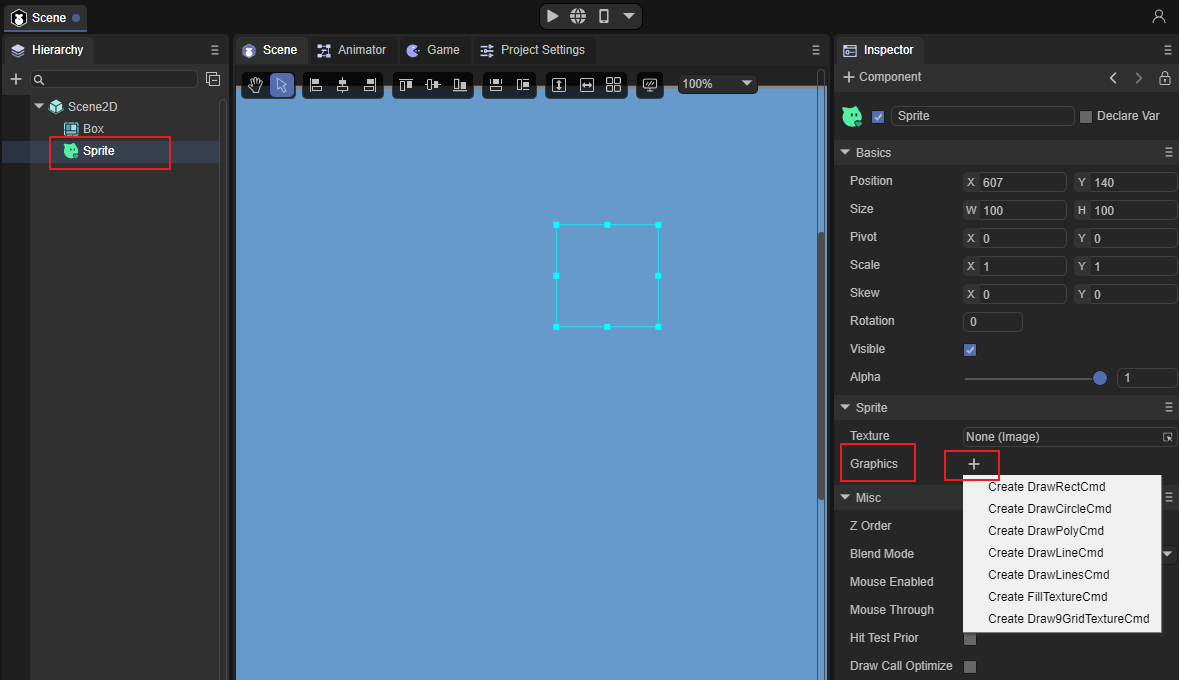 Scene
Hierarchy
Scene2D
Box
Sprite
Scene
Animator
Game
Project Settings
100%
Inspector
Component
Sprite
Declare Var
Basics
Position X 607 Y 140
Size W 100 H 100
Pivot X 0 Y 0
Scale X 1 Y 1
Skew X 0 Y 0
Rotation 0
Visible
Alpha 1
Sprite
Texture None (Image)
Graphics
Create DrawRectCmd
Create DrawCircleCmd
Create DrawPolyCmd
Create DrawLineCmd
Create DrawLinesCmd
Create FillTextureCmd
Create Draw9GridTextureCmd
Misc
Z Order
Blend Mode
Mouse Enabled
Mouse Through
Hit Test Prior
Draw Call Optimize